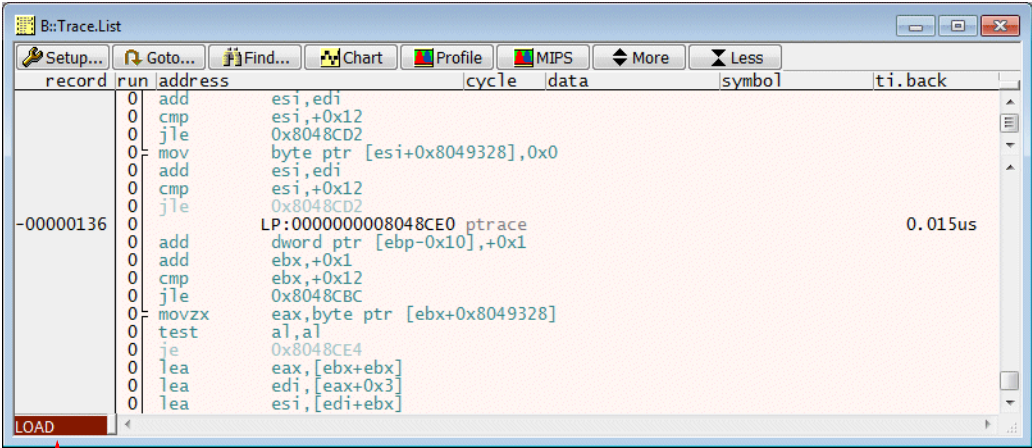 B::Trace.List
Setup... Goto... Find... Chart Profile MIPS More Less
record run address cycle data symbol ti.back
0 add esi,edi
0 cmp esi,+0x12
0 jle 0x8048CD2
0 mov byte ptr [esi+0x8049328],0x0
0 add esi,edi
0 cmp esi,+0x12
0 jle 0x8048CD2
-00000136 0 LP:0000000008048CE0 ptrace 0.015us
0 add dword ptr [ebp-0x10],+0x1
0 add ebx,+0x1
0 cmp ebx,+0x12
0 jle 0x8048CBC
0 movzx eax,byte ptr [ebx+0x8049328]
0 test al,al
0 je 0x8048CE4
0 lea eax,[ebx+ebx]
0 lea edi,[eax+0x3]
0 lea esi,[edi+ebx]
LOAD